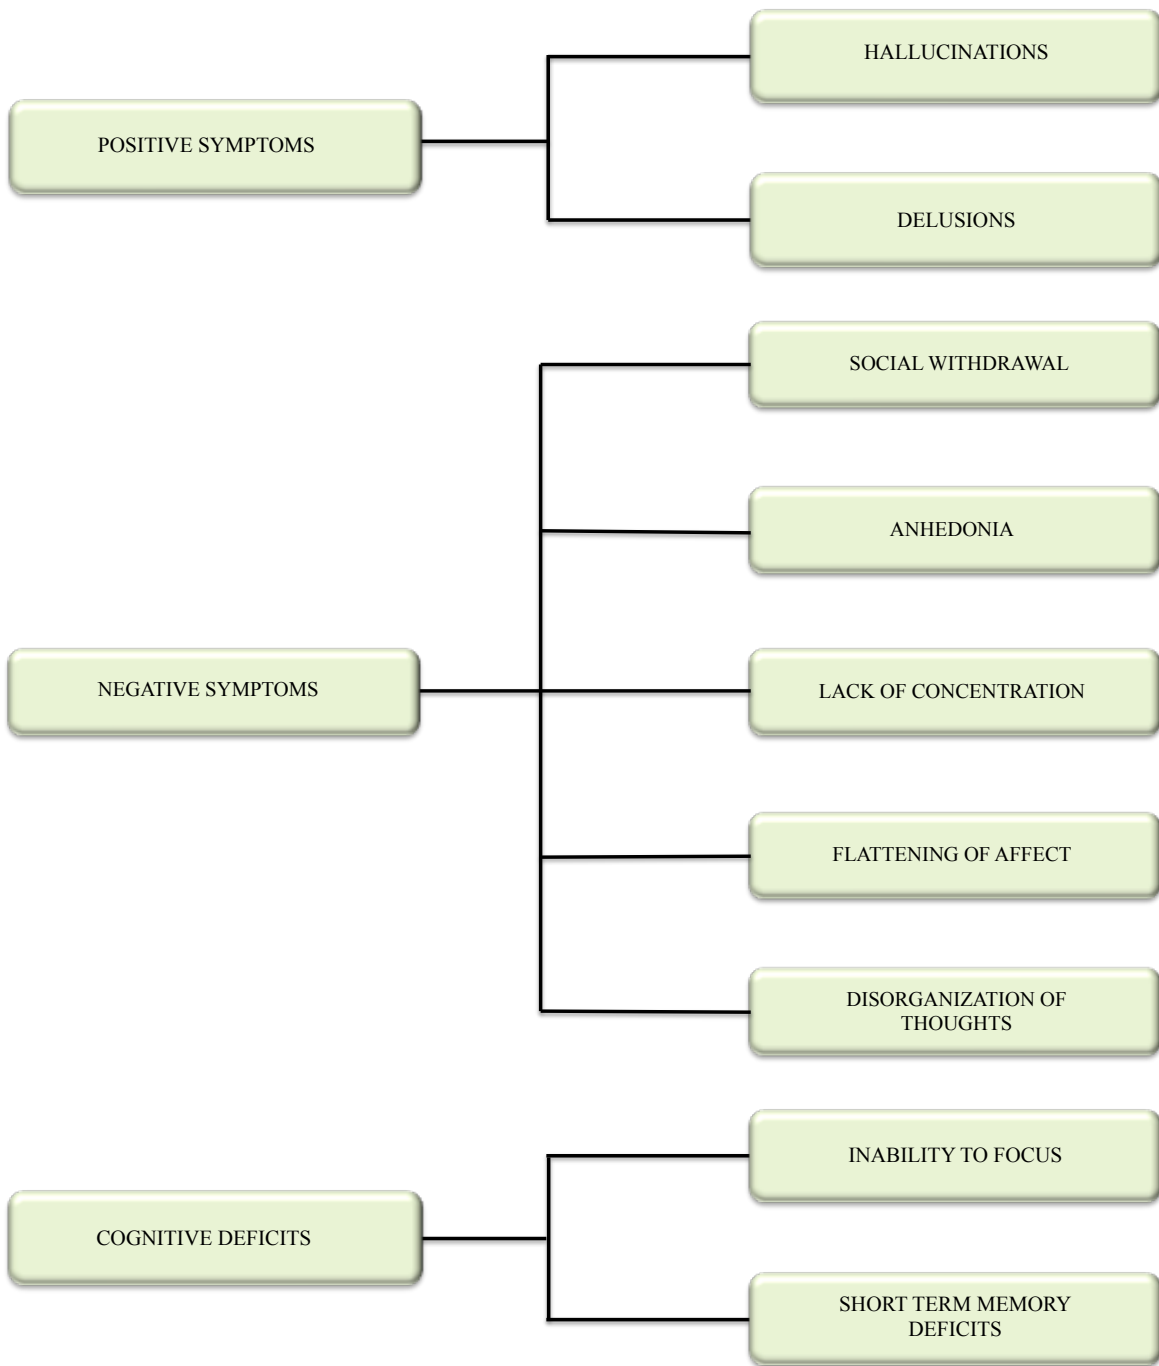 HALLUCINATIONS
POSITIVE SYMPTOMS
DELUSIONS
SOCIAL WITHDRAWAL
ANHEDONIA
NEGATIVE SYMPTOMS
LACK OF CONCENTRATION
FLATTENING OF AFFECT
DISORGANIZATION OF
THOUGHTS
INABILITY TO FOCUS
COGNITIVE DEFICITS
SHORT TERM MEMORY
DEFICITS